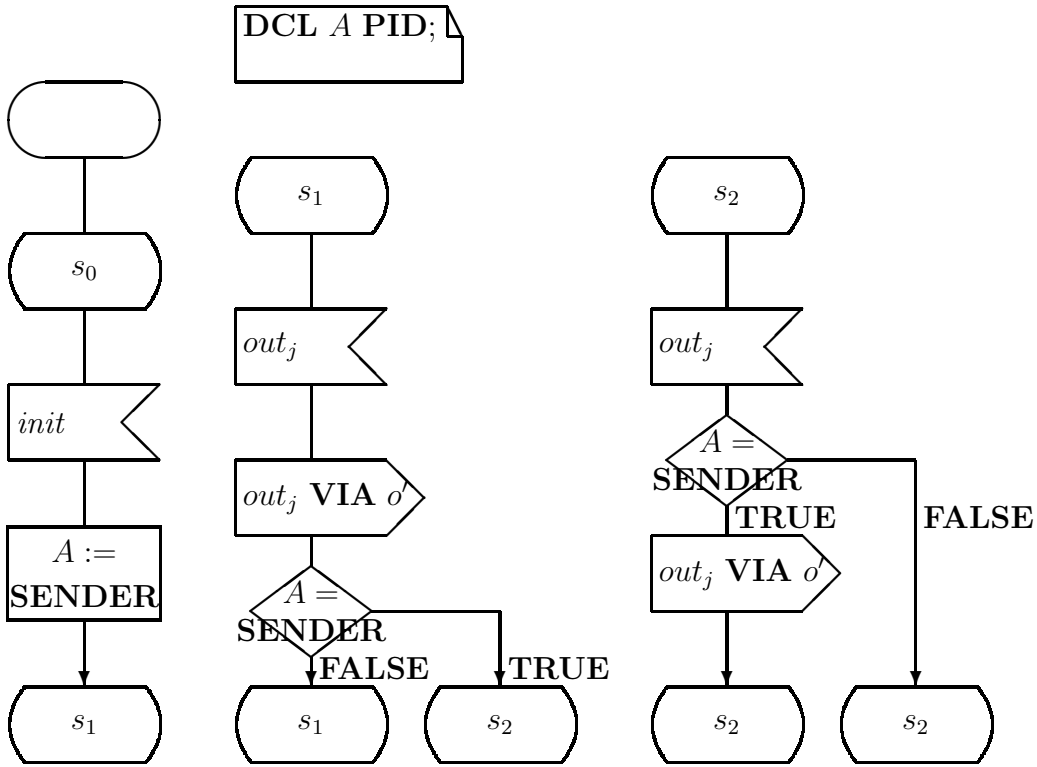 DCL A PID;
s₀
init
A :=
SENDER
s₁
s₁
outⱼ
outⱼ VIA o'
A =
SENDER
FALSE
TRUE
s₁
s₂
s₂
outⱼ
A =
SENDER
TRUE
FALSE
outⱼ VIA o'
s₂
s₂